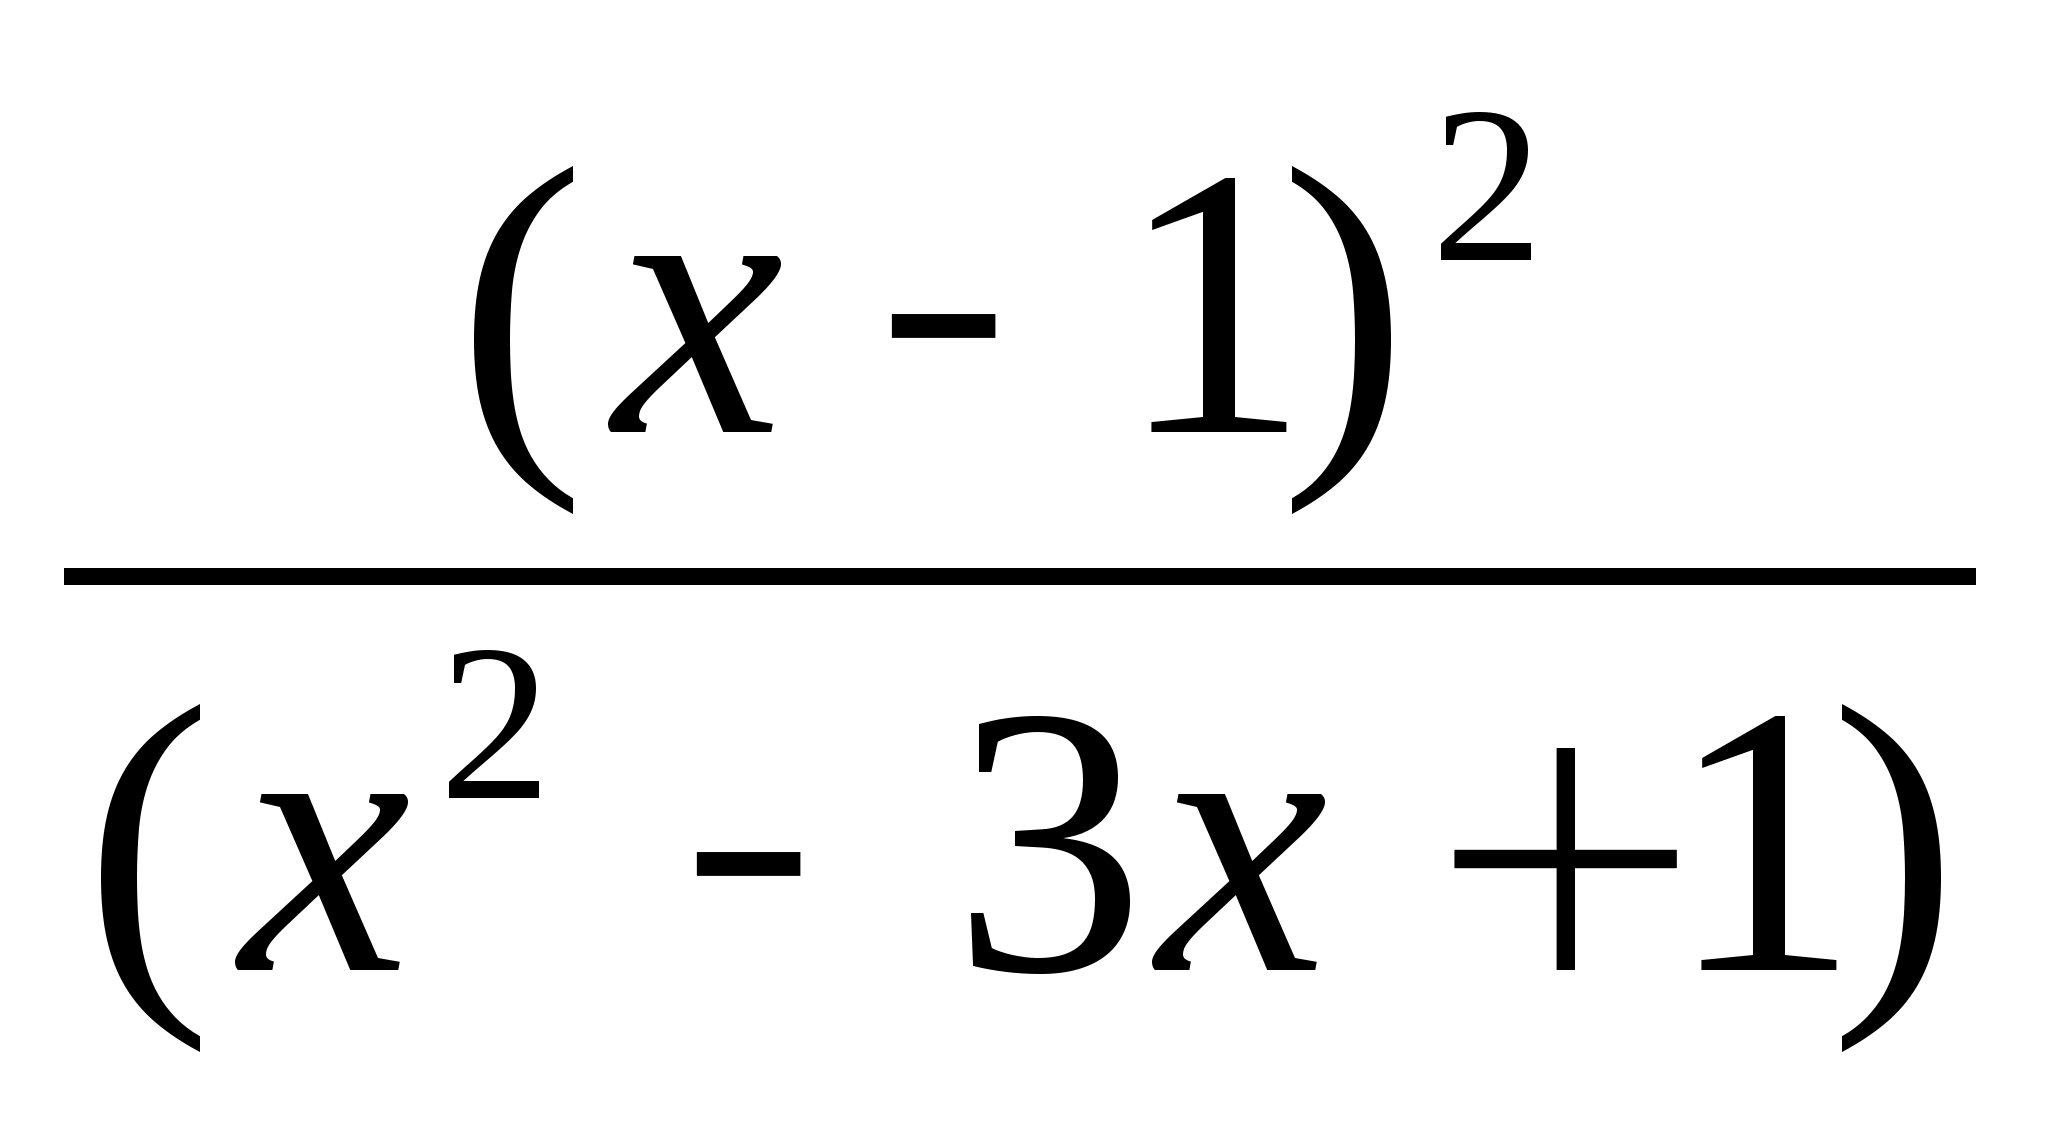 (x - 1)²
(x² - 3x +1)